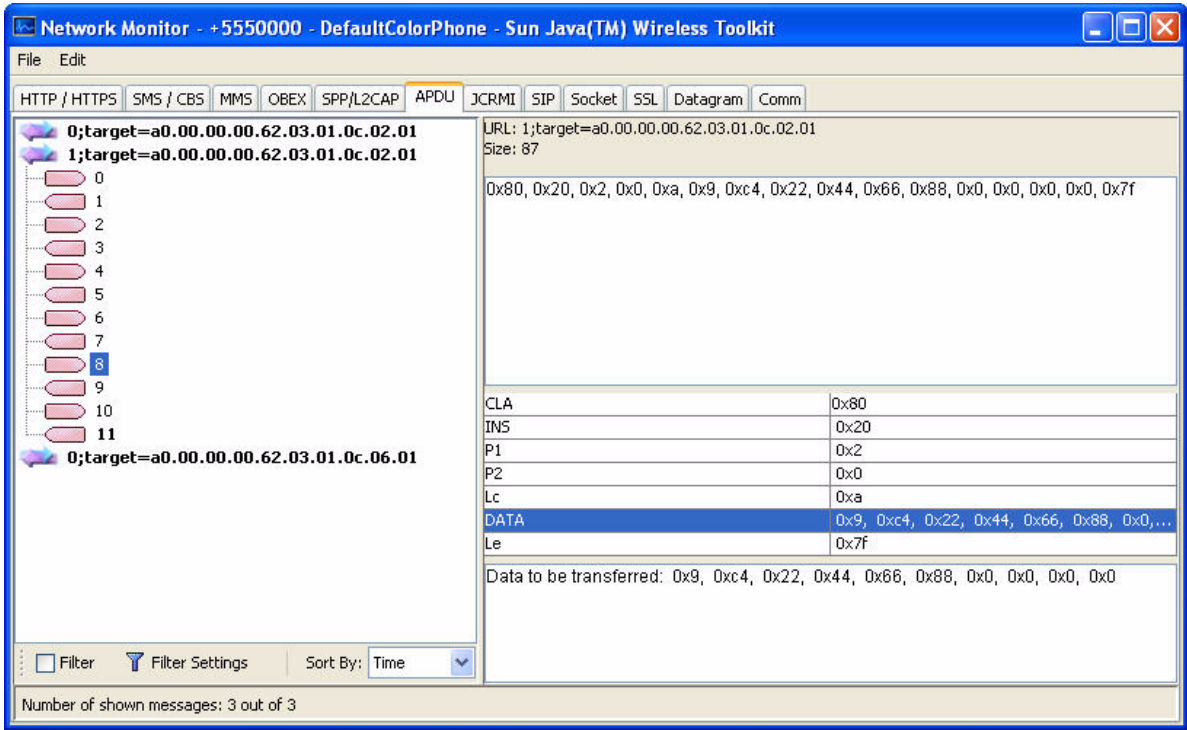 Network Monitor - +5550000 - DefaultColorPhone - Sun Java(TM) Wireless Toolkit
File Edit
HTTP / HTTPS SMS / CBS MMS OBEX SPP/L2CAP APDU JCRMI SIP Socket SSL Datagram Comm
0;target=a0.00.00.00.62.03.01.0c.02.01
1;target=a0.00.00.00.62.03.01.0c.02.01
0
1
2
3
4
5
6
7
8
9
10
11
0;target=a0.00.00.00.62.03.01.0c.06.01
Filter Filter Settings Sort By: Time
URL: 1;target=a0.00.00.00.62.03.01.0c.02.01
Size: 87
0x80, 0x20, 0x2, 0x0, 0xa, 0x9, 0xc4, 0x22, 0x44, 0x66, 0x88, 0x0, 0x0, 0x0, 0x0, 0x7f
CLA 0x80
INS 0x20
P1 0x2
P2 0x0
Lc 0xa
DATA 0x9, 0xc4, 0x22, 0x44, 0x66, 0x88, 0x0,...
Le 0x7f
Data to be transferred: 0x9, 0xc4, 0x22, 0x44, 0x66, 0x88, 0x0, 0x0, 0x0, 0x0
Number of shown messages: 3 out of 3